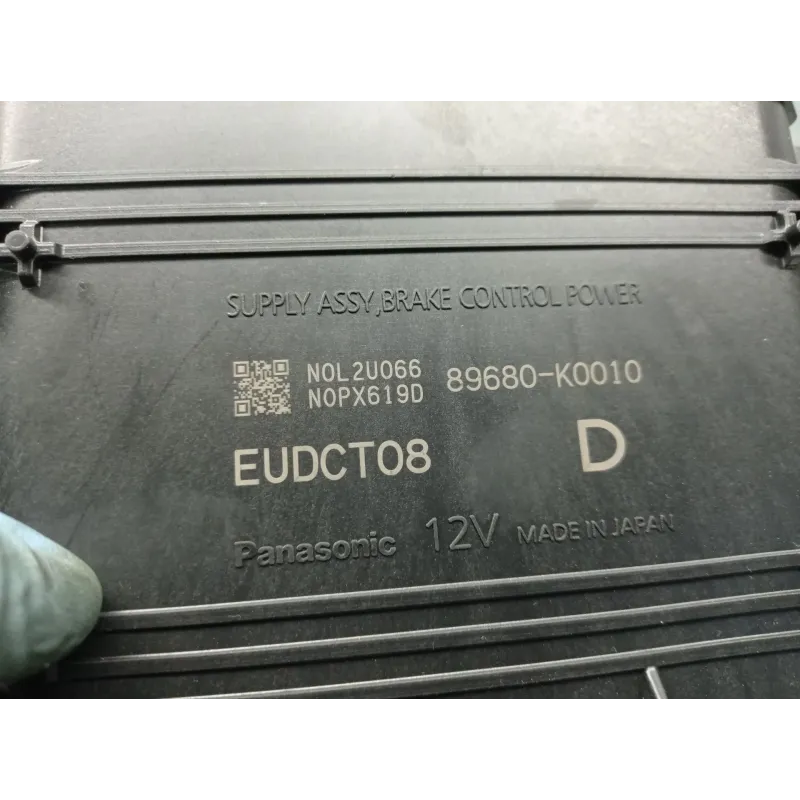 SUPPLY ASSY,BRAKE CONTROL POWER
N0L2U066
N0PX619D
89680-K0010
EUDCT08
D
Panasonic 12V MADE IN JAPAN